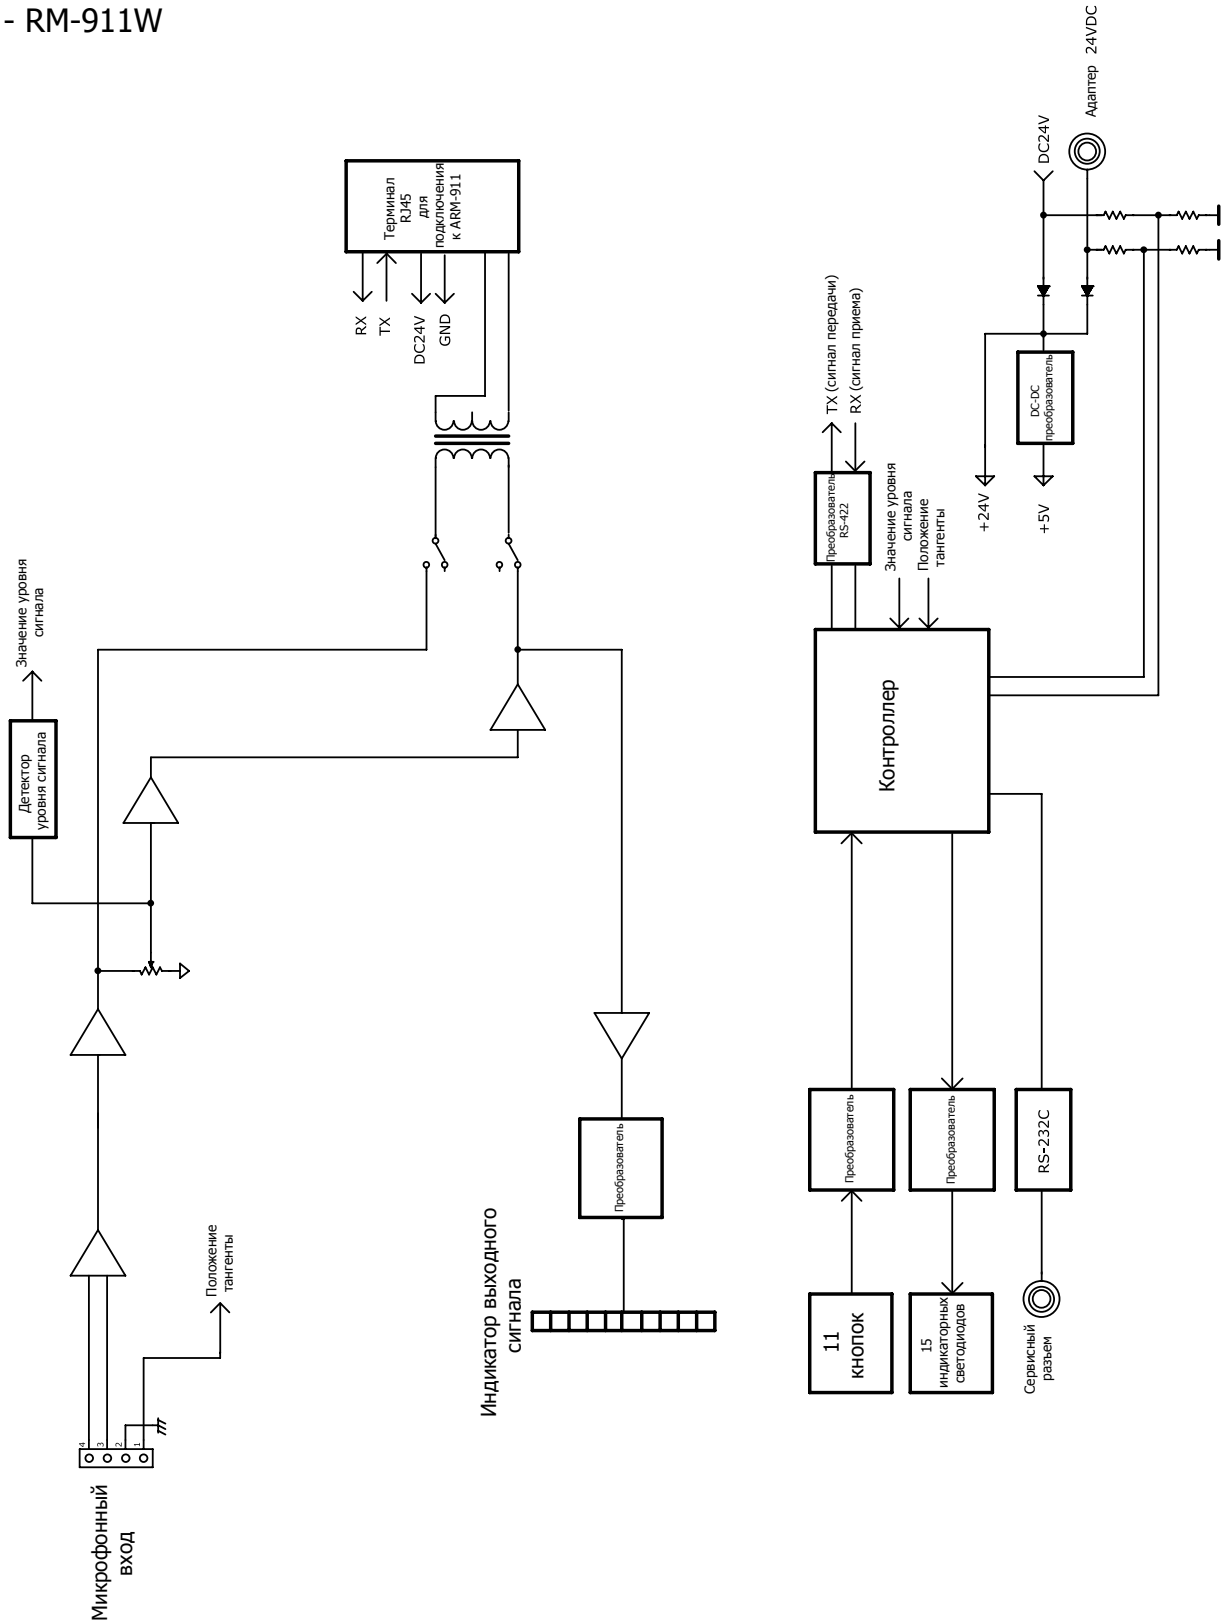 - RM-911W
Микрофонный
вход
4
3
2
1
Положение
тангенты
Детектор
уровня сигнала
Значение уровня
сигнала
Терминал
RJ45
для
подключения
к ARM-911
RX
TX
DC24V
GND
Индикатор выходного
сигнала
Преобразователь
11
кнопок
Преобразователь
15
индикаторных
светодиодов
Преобразователь
Сервисный
разъем
RS-232C
Контроллер
Преобразователь
RS-422
TX (сигнал передачи)
RX (сигнал приема)
Значение уровня
сигнала
Положение
тангенты
+24V
+5V
DC-DC
преобразователь
DC24V
Адаптер 24VDC